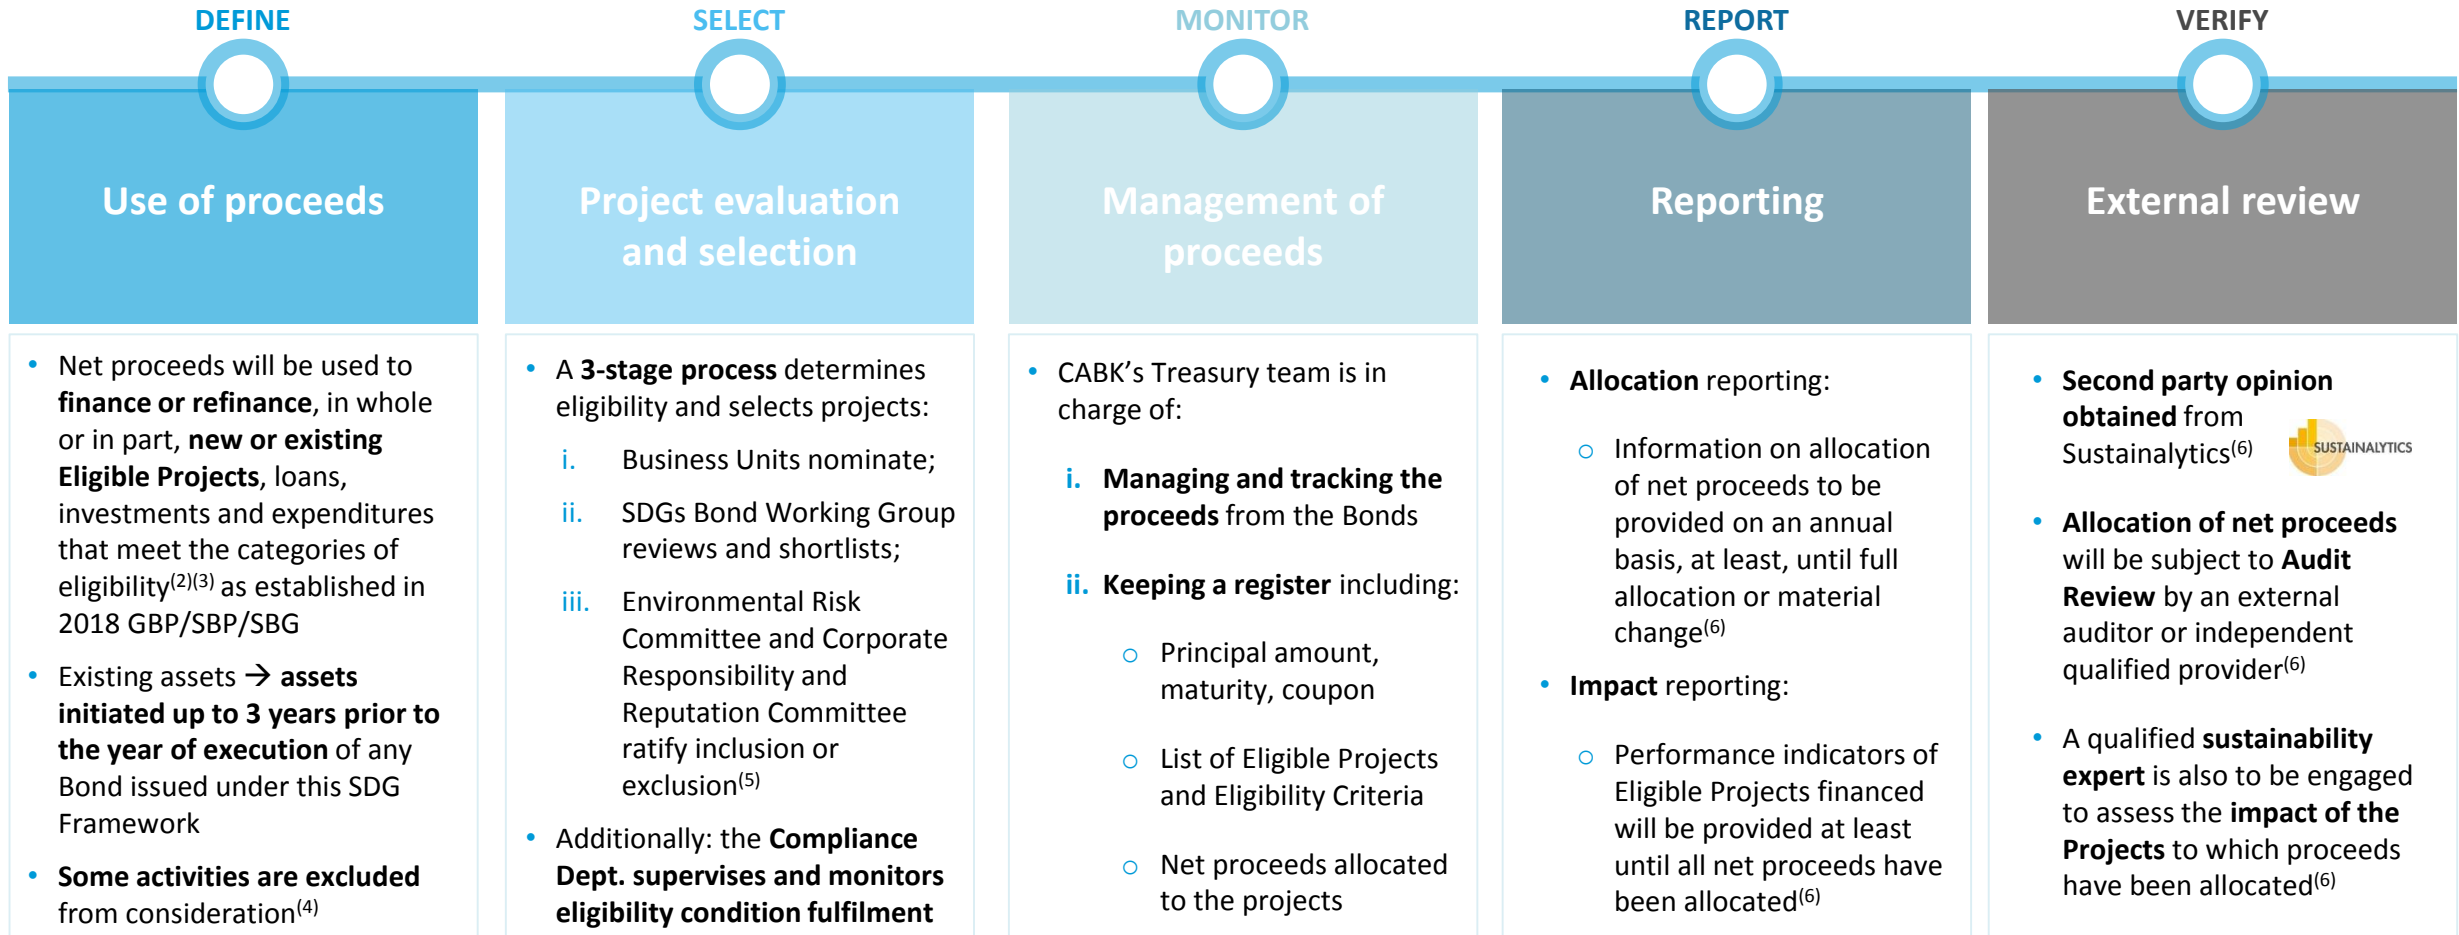 DEFINE
SELECT
MONITOR
REPORT
VERIFY
Use of proceeds
Project evaluation
and selection
Management of
proceeds
Reporting
External review
• Net proceeds will be used to
finance or refinance, in whole
or in part, new or existing
Eligible Projects, loans,
investments and expenditures
that meet the categories of
eligibility(2)(3) as established in
2018 GBP/SBP/SBG
• Existing assets → assets
initiated up to 3 years prior to
the year of execution of any
Bond issued under this SDG
Framework
• Some activities are excluded
from consideration(4)
• A 3-stage process determines
eligibility and selects projects:
i. Business Units nominate;
ii. SDGs Bond Working Group
reviews and shortlists;
iii. Environmental Risk
Committee and Corporate
Responsibility and
Reputation Committee
ratify inclusion or
exclusion(5)
• Additionally: the Compliance
Dept. supervises and monitors
eligibility condition fulfilment
• CABK’s Treasury team is in
charge of:
i. Managing and tracking the
proceeds from the Bonds
ii. Keeping a register including:
o Principal amount,
maturity, coupon
o List of Eligible Projects
and Eligibility Criteria
o Net proceeds allocated
to the projects
• Allocation reporting:
o Information on allocation
of net proceeds to be
provided on an annual
basis, at least, until full
allocation or material
change(6)
• Impact reporting:
o Performance indicators of
Eligible Projects financed
will be provided at least
until all net proceeds have
been allocated(6)
• Second party opinion
obtained from
Sustainalytics(6)
SUSTAINALYTICS
• Allocation of net proceeds
will be subject to Audit
Review by an external
auditor or independent
qualified provider(6)
• A qualified sustainability
expert is also to be engaged
to assess the impact of the
Projects to which proceeds
have been allocated(6)